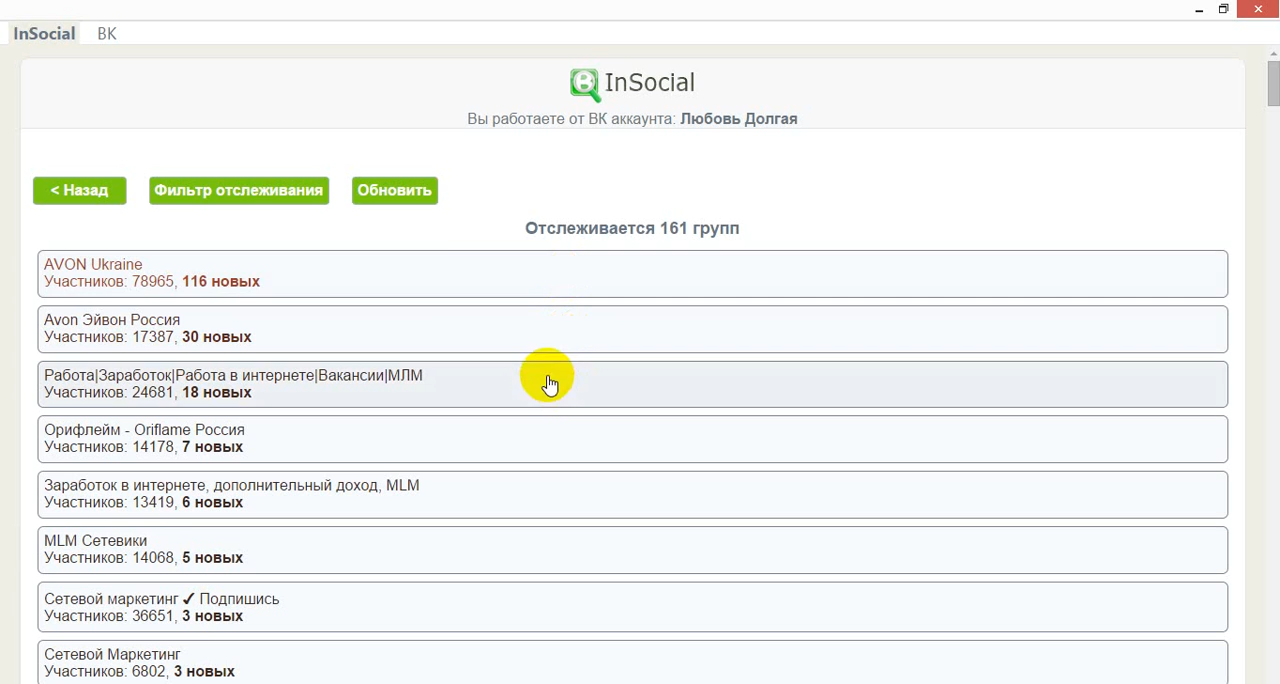 InSocial ВК
InSocial
Вы работаете от ВК аккаунта: Любовь Долгая
< Назад Фильтр отслеживания Обновить
Отслеживается 161 групп
AVON Ukraine
Участников: 78965, 116 новых
Avon Эйвон Россия
Участников: 17387, 30 новых
Работа|Заработок|Работа в интернете|Вакансии|МЛМ
Участников: 24681, 18 новых
Орифлейм - Oriflame Россия
Участников: 14178, 7 новых
Заработок в интернете, дополнительный доход, MLM
Участников: 13419, 6 новых
MLM Сетевики
Участников: 14068, 5 новых
Сетевой маркетинг ✔ Подпишись
Участников: 36651, 3 новых
Сетевой Маркетинг
Участников: 6802, 3 новых